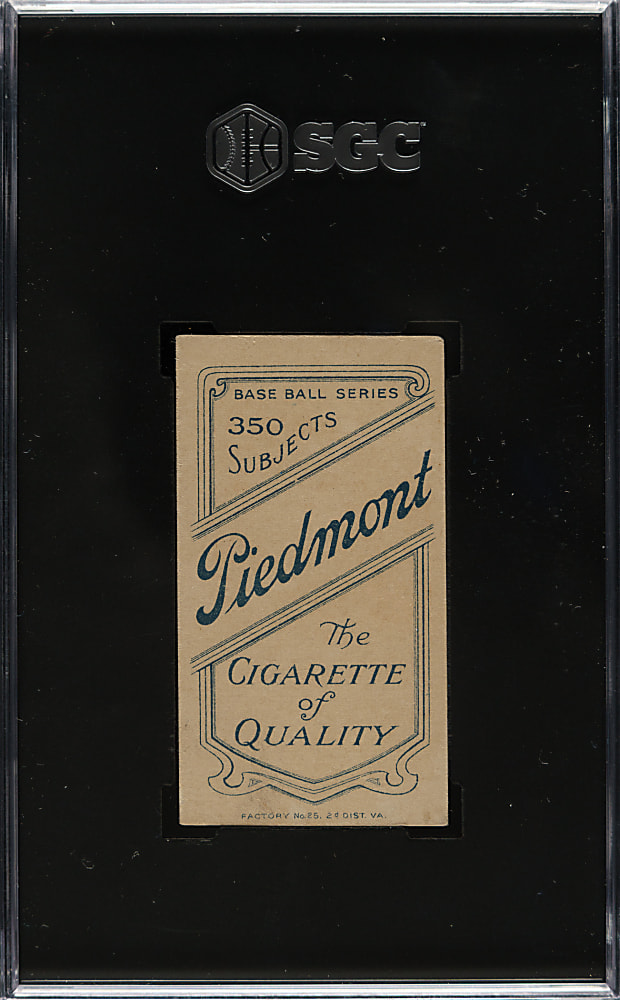 SGC
BASE BALL SERIES
350
SUBJECTS
Piedmont
The
CIGARETTE
of
QUALITY
FACTORY No. 25, 2d DIST. VA.